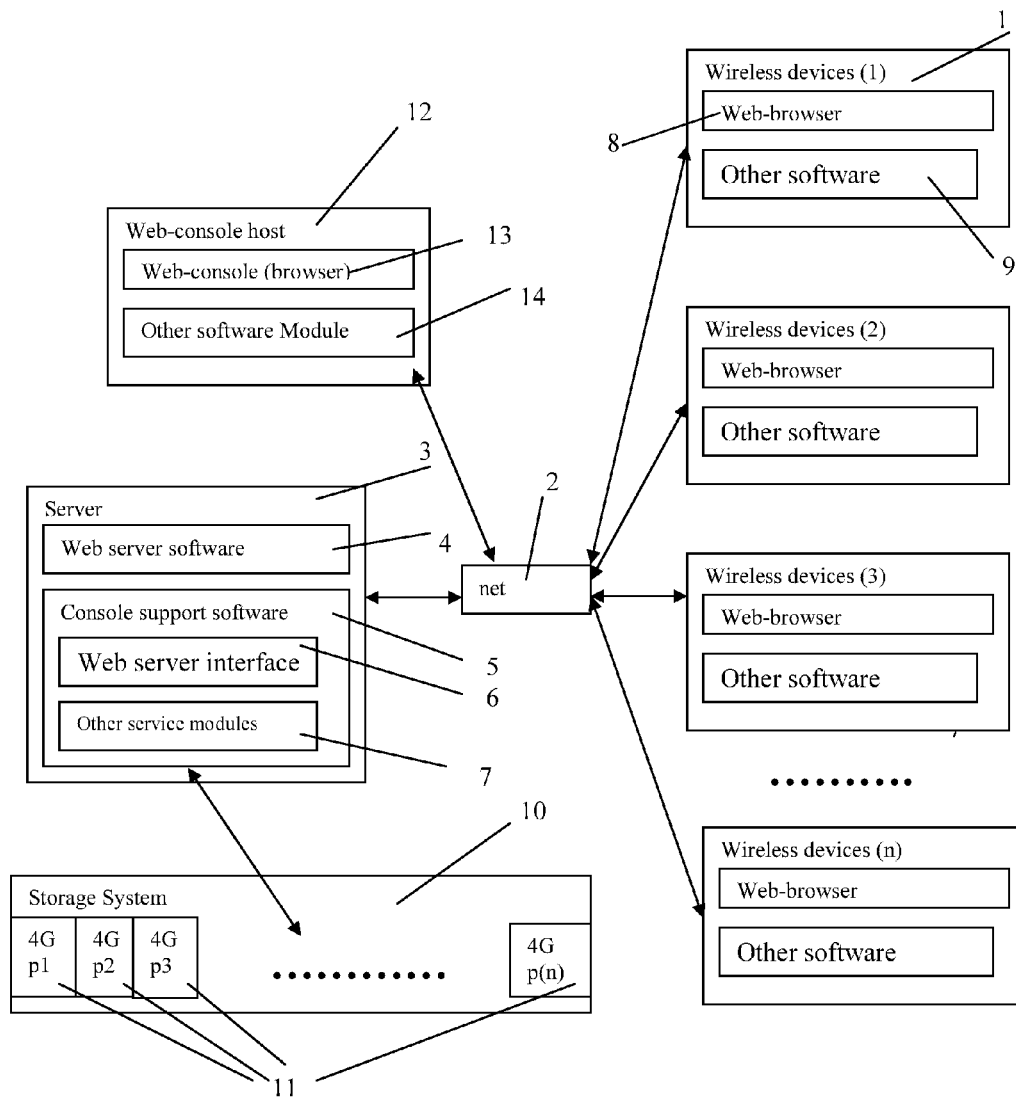 1
Wireless devices (1)
Web-browser
8
Other software
9
12
Web-console host
13
Web-console (browser)
14
Other software Module
Wireless devices (2)
Web-browser
Other software
3
Server
Web server software
4
Console support software
5
Web server interface
6
Other service modules
7
2
net
Wireless devices (3)
Web-browser
Other software
Wireless devices (n)
Web-browser
Other software
10
Storage System
4G
p1
4G
p2
4G
p3
4G
p(n)
11